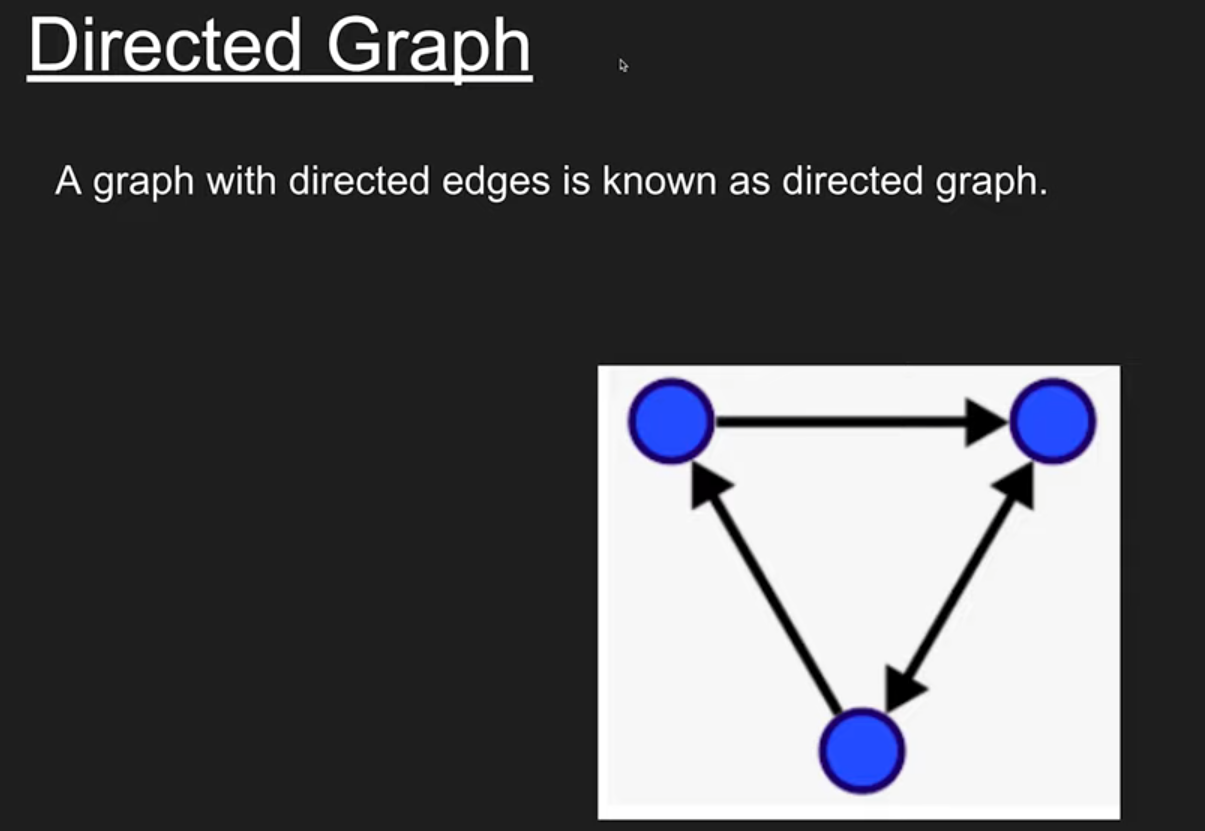 Directed Graph
A graph with directed edges is known as directed graph.